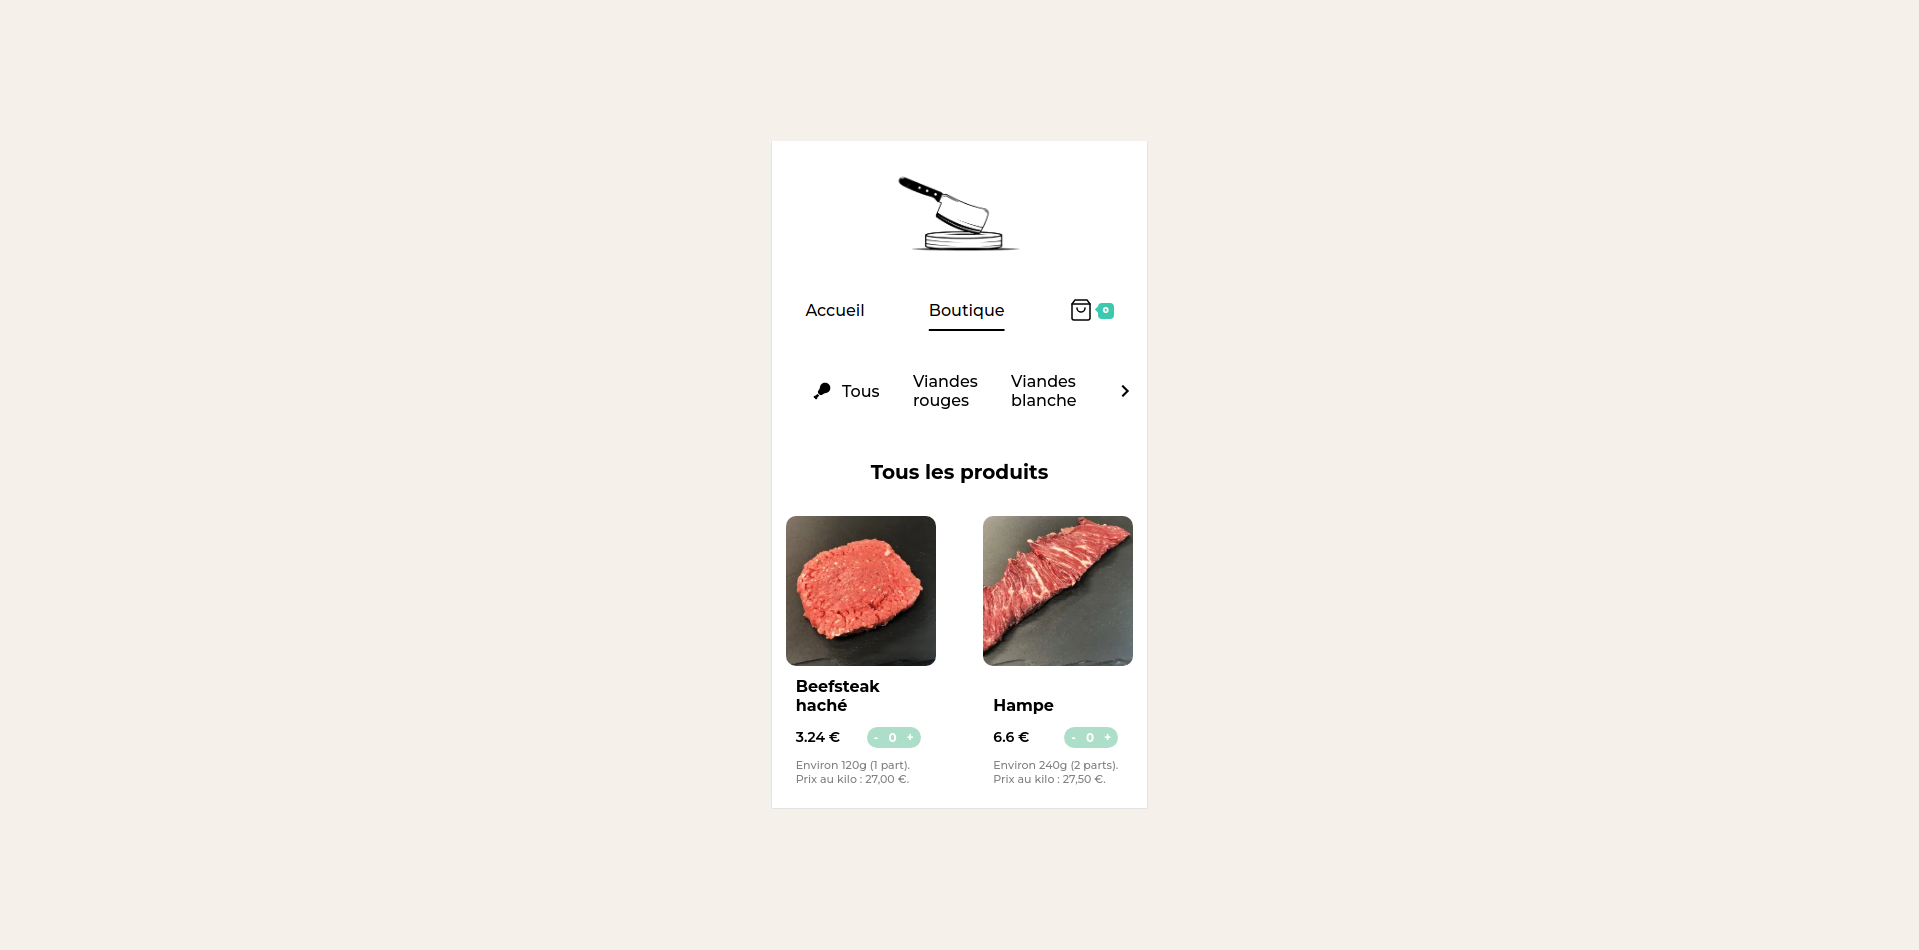 Accueil
Boutique
0
Tous
Viandes
rouges
Viandes
blanche
Tous les produits
Beefsteak
haché
3.24 €
- 0 +
Environ 120g (1 part).
Prix au kilo : 27,00 €.
Hampe
6.6 €
- 0 +
Environ 240g (2 parts).
Prix au kilo : 27,50 €.